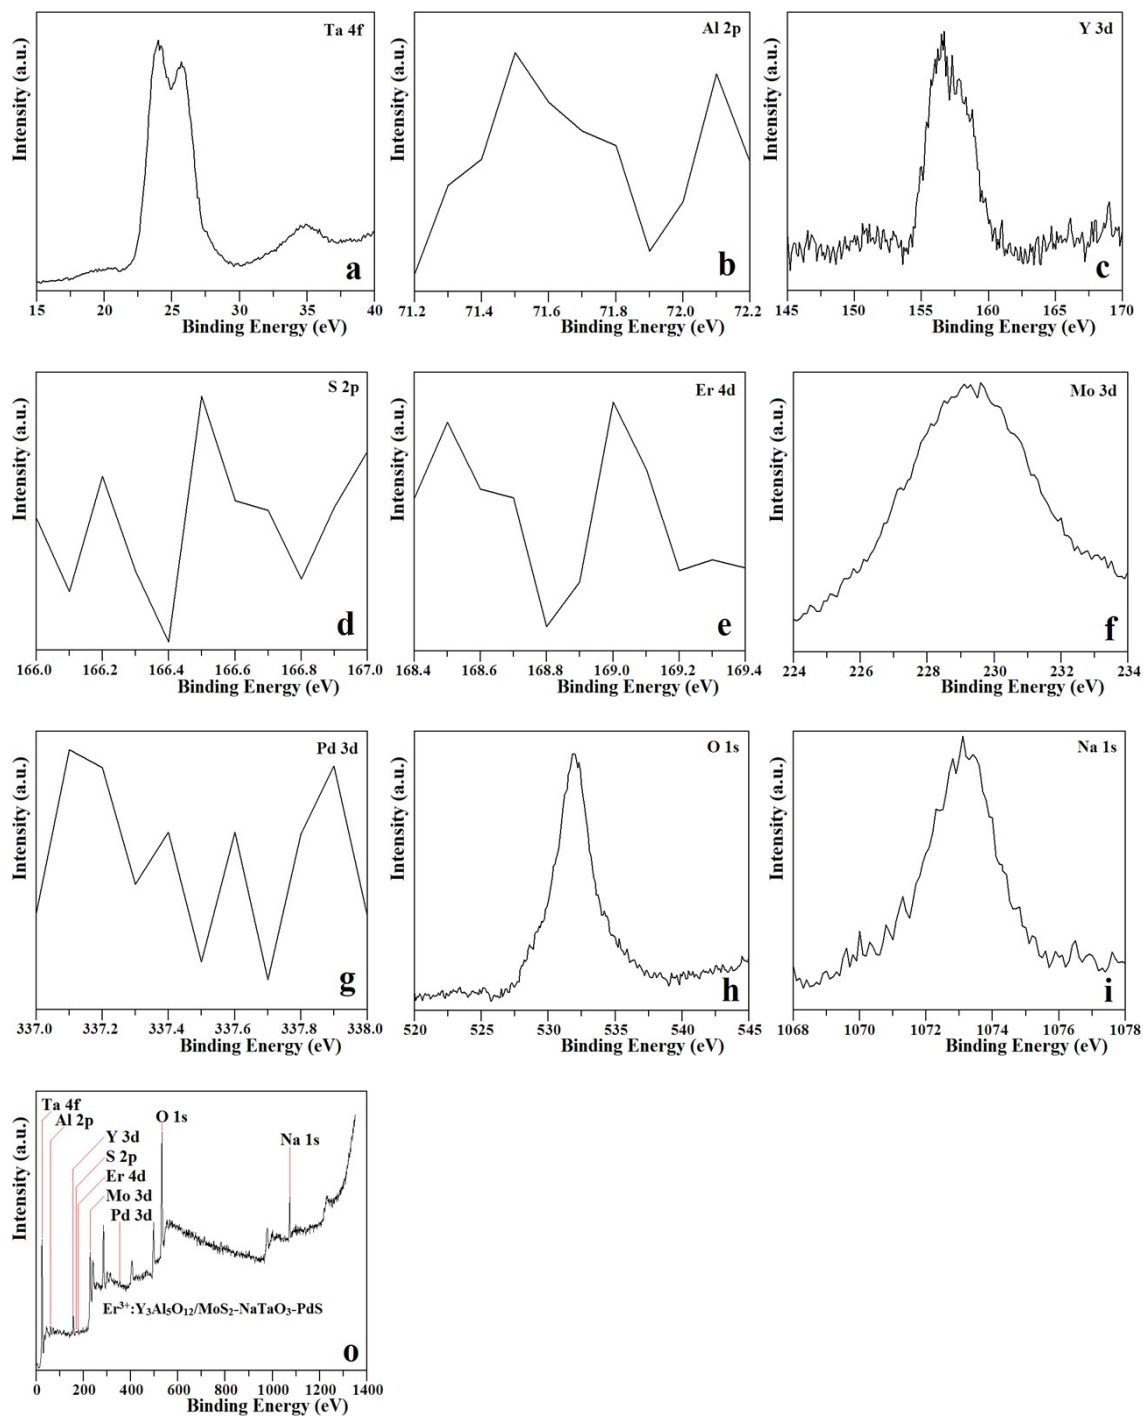 Ta 4f
Intensity (a.u.)
a
15 20 25 30 35 40
Binding Energy (eV)
Al 2p
Intensity (a.u.)
b
71.2 71.4 71.6 71.8 72.0 72.2
Binding Energy (eV)
Y 3d
Intensity (a.u.)
c
145 150 155 160 165 170
Binding Energy (eV)
S 2p
Intensity (a.u.)
d
166.0 166.2 166.4 166.6 166.8 167.0
Binding Energy (eV)
Er 4d
Intensity (a.u.)
e
168.4 168.6 168.8 169.0 169.2 169.4
Binding Energy (eV)
Mo 3d
Intensity (a.u.)
f
224 226 228 230 232 234
Binding Energy (eV)
Pd 3d
Intensity (a.u.)
g
337.0 337.2 337.4 337.6 337.8 338.0
Binding Energy (eV)
O 1s
Intensity (a.u.)
h
520 525 530 535 540 545
Binding Energy (eV)
Na 1s
Intensity (a.u.)
i
1068 1070 1072 1074 1076 1078
Binding Energy (eV)
Intensity (a.u.)
Ta 4f
Al 2p
Y 3d
S 2p
Er 4d
Mo 3d
Pd 3d
O 1s
Na 1s
Er³⁺:Y₃Al₅O₁₂/MoS₂-NaTaO₃-PdS
o
0 200 400 600 800 1000 1200 1400
Binding Energy (eV)